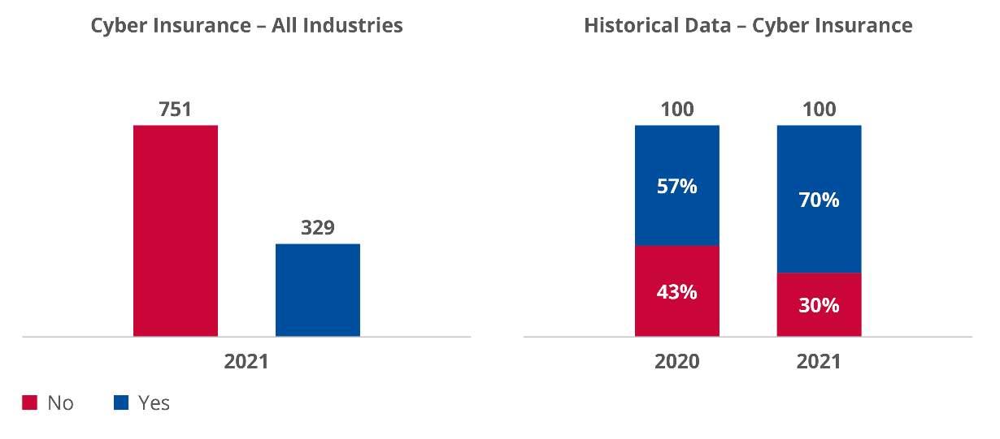 Cyber Insurance – All Industries
751
329
2021
No
Yes
Historical Data – Cyber Insurance
100
100
57%
70%
43%
30%
2020
2021